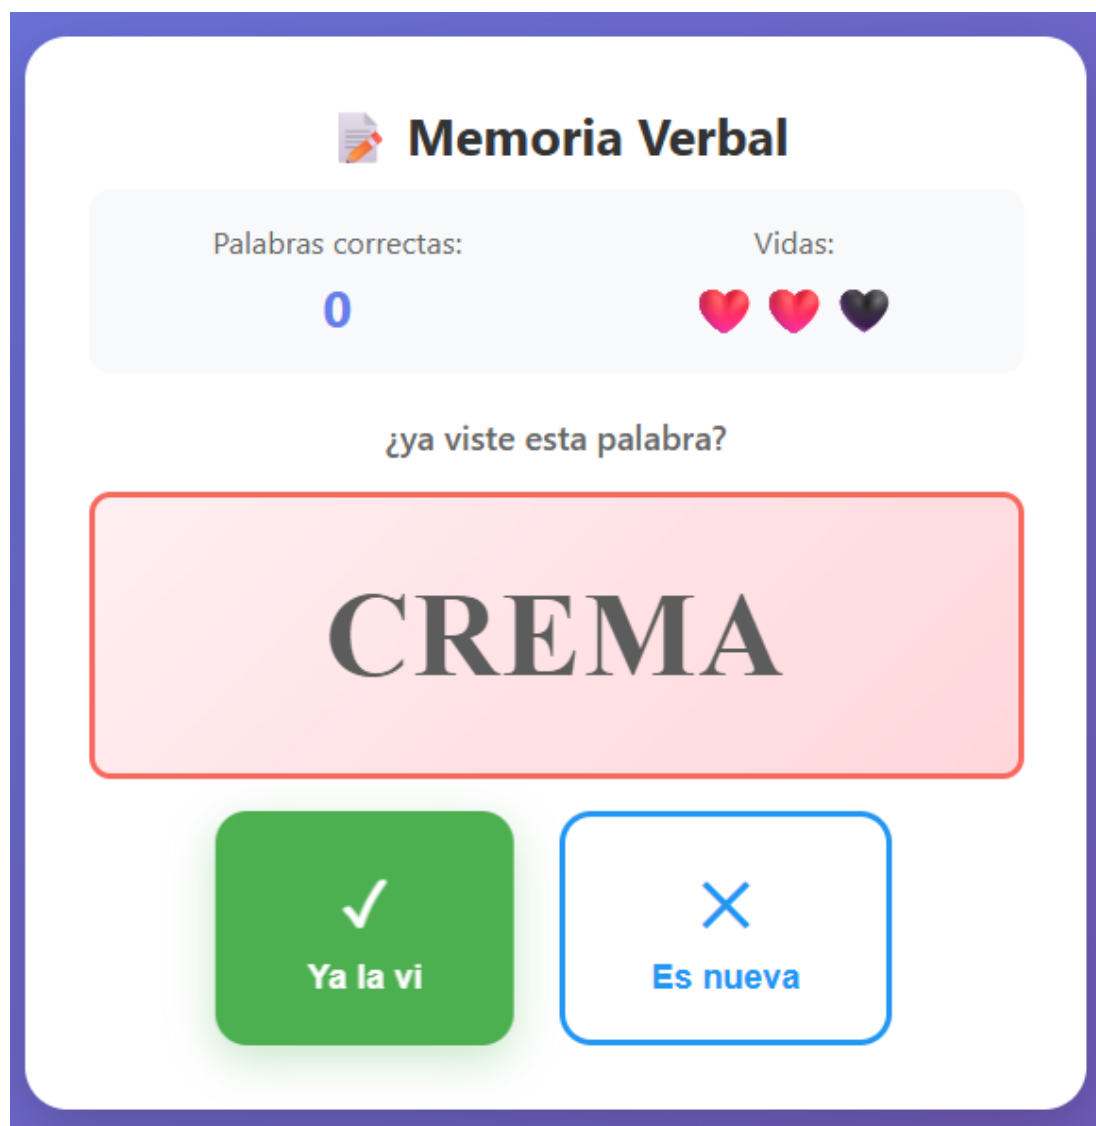 Memoria Verbal
Palabras correctas:
Vidas:
0
¿ya viste esta palabra?
CREMA
Ya la vi
Es nueva